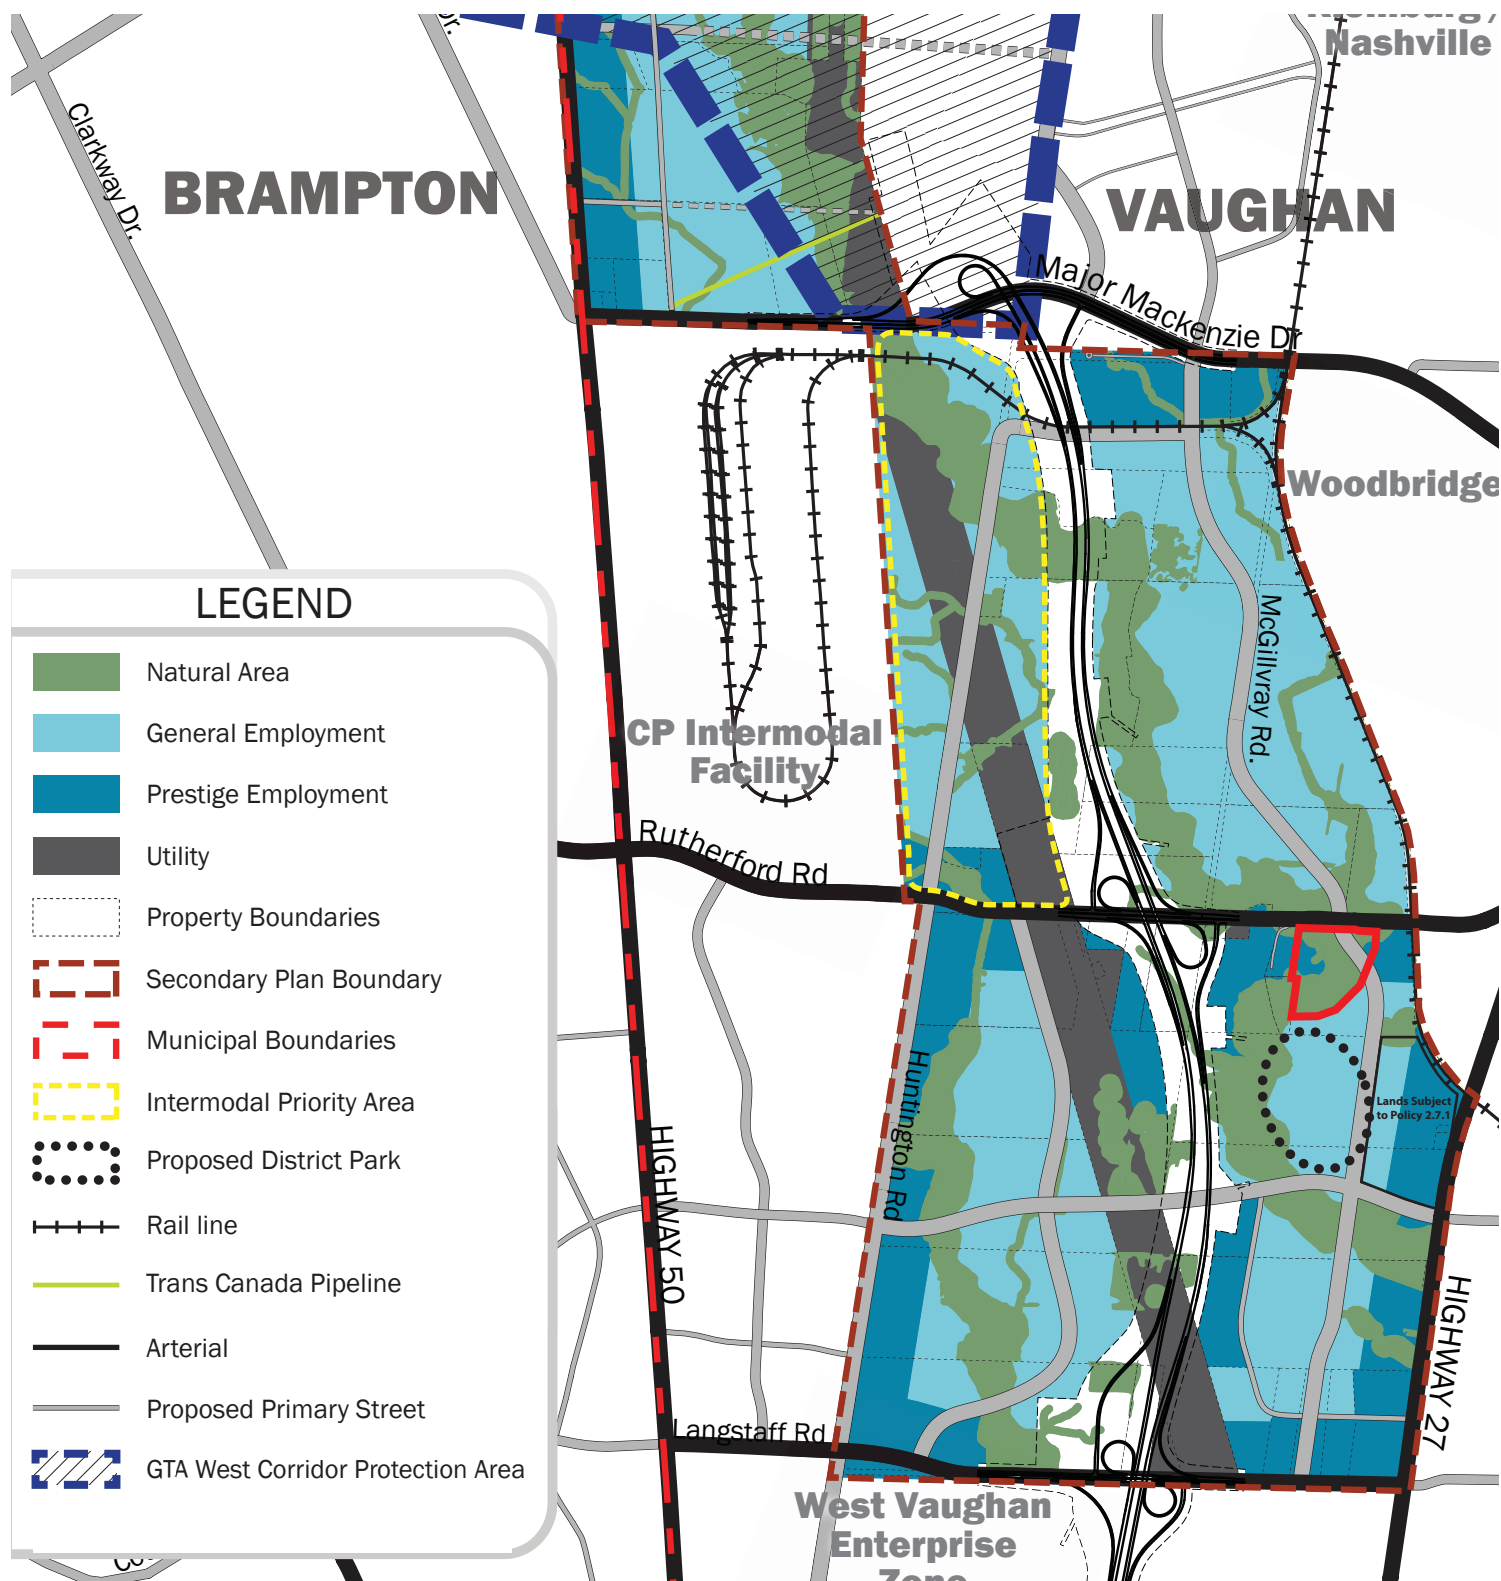 Dr.
Nashville
Clarkway Dr.
BRAMPTON
VAUGHAN
Major Mackenzie Dr
Woodbridge
LEGEND
Natural Area
General Employment
Prestige Employment
Utility
Property Boundaries
Secondary Plan Boundary
Municipal Boundaries
Intermodal Priority Area
Proposed District Park
Rail line
Trans Canada Pipeline
Arterial
Proposed Primary Street
GTA West Corridor Protection Area
McGillvray Rd.
CP Intermodal
Facility
Rutherford Rd
Huntington Rd
Lands Subject
to Policy 2.7.1
HIGHWAY 50
HIGHWAY 27
Langstaff Rd
West Vaughan
Enterprise
Zone